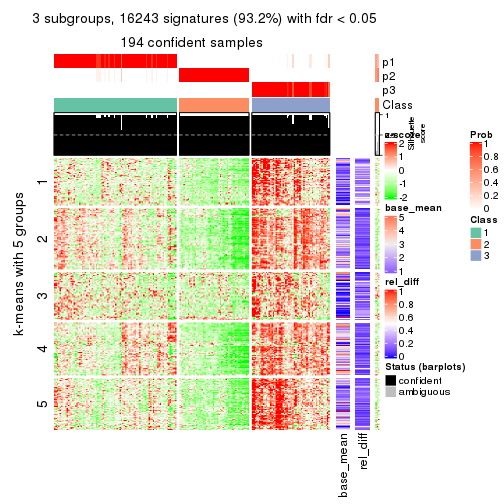 3 subgroups, 16243 signatures (93.2%) with fdr < 0.05
194 confident samples
p1
p2
p3
Class
1
Silhouette
score
z-score
2
1
0
-1
-2
base_mean
5
4
3
2
1
rel_diff
1
0.8
0.6
0.4
0.2
0
Status (barplots)
confident
ambiguous
Prob
1
0.8
0.6
0.4
0.2
0
Class
1
2
3
k-means with 5 groups
1
2
3
4
5
base_mean
rel_diff